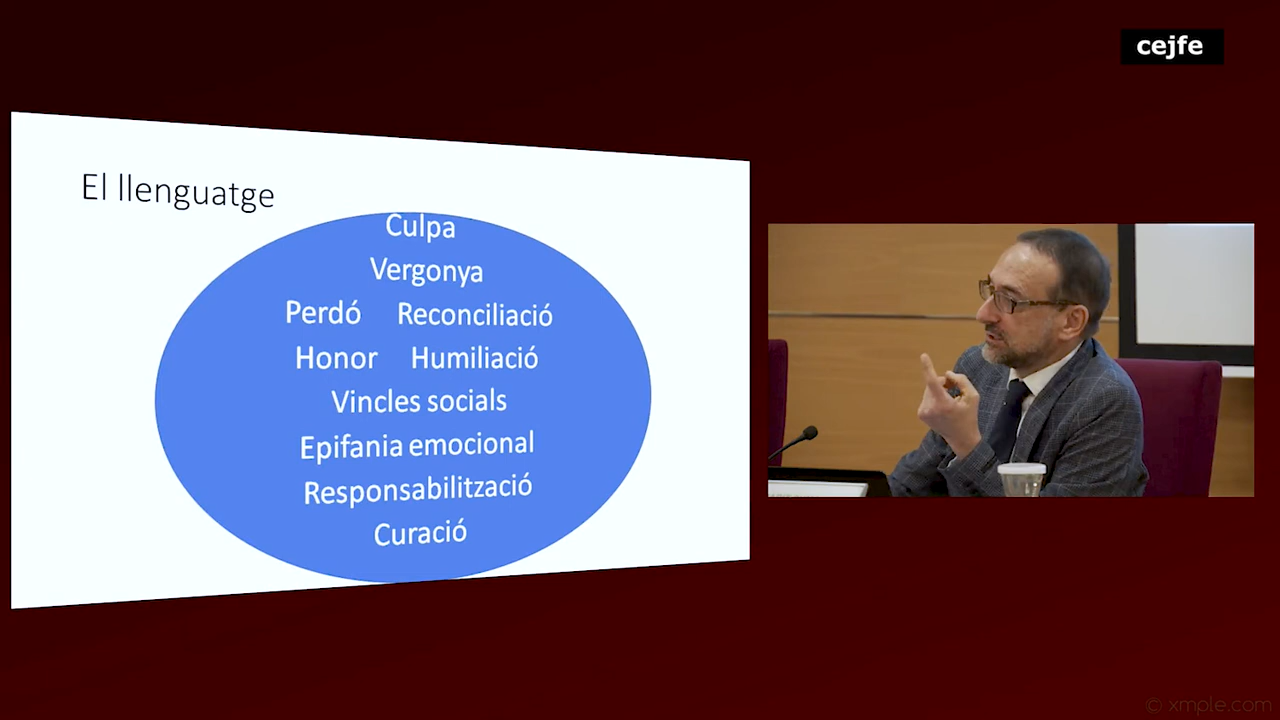 cejfe
El llenguatge
Culpa
Vergonya
Perdó Reconciliació
Honor Humiliació
Vincles socials
Epifania emocional
Responsabilització
Curació
© xmple.com